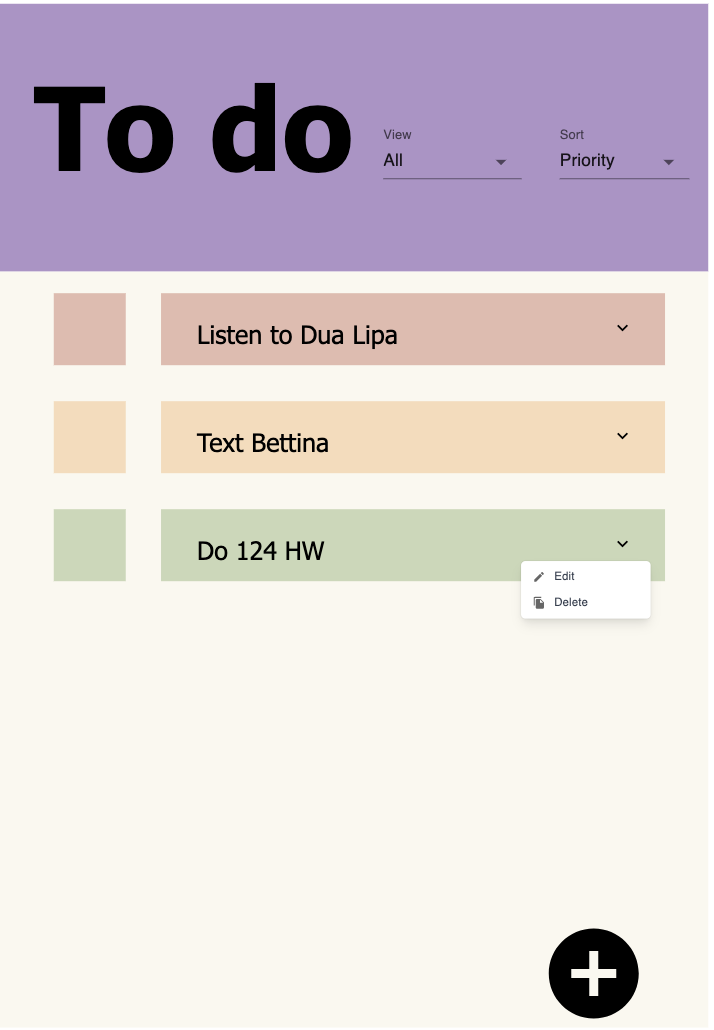 To do
View
All
Sort
Priority
Listen to Dua Lipa
Text Bettina
Do 124 HW
Edit
Delete